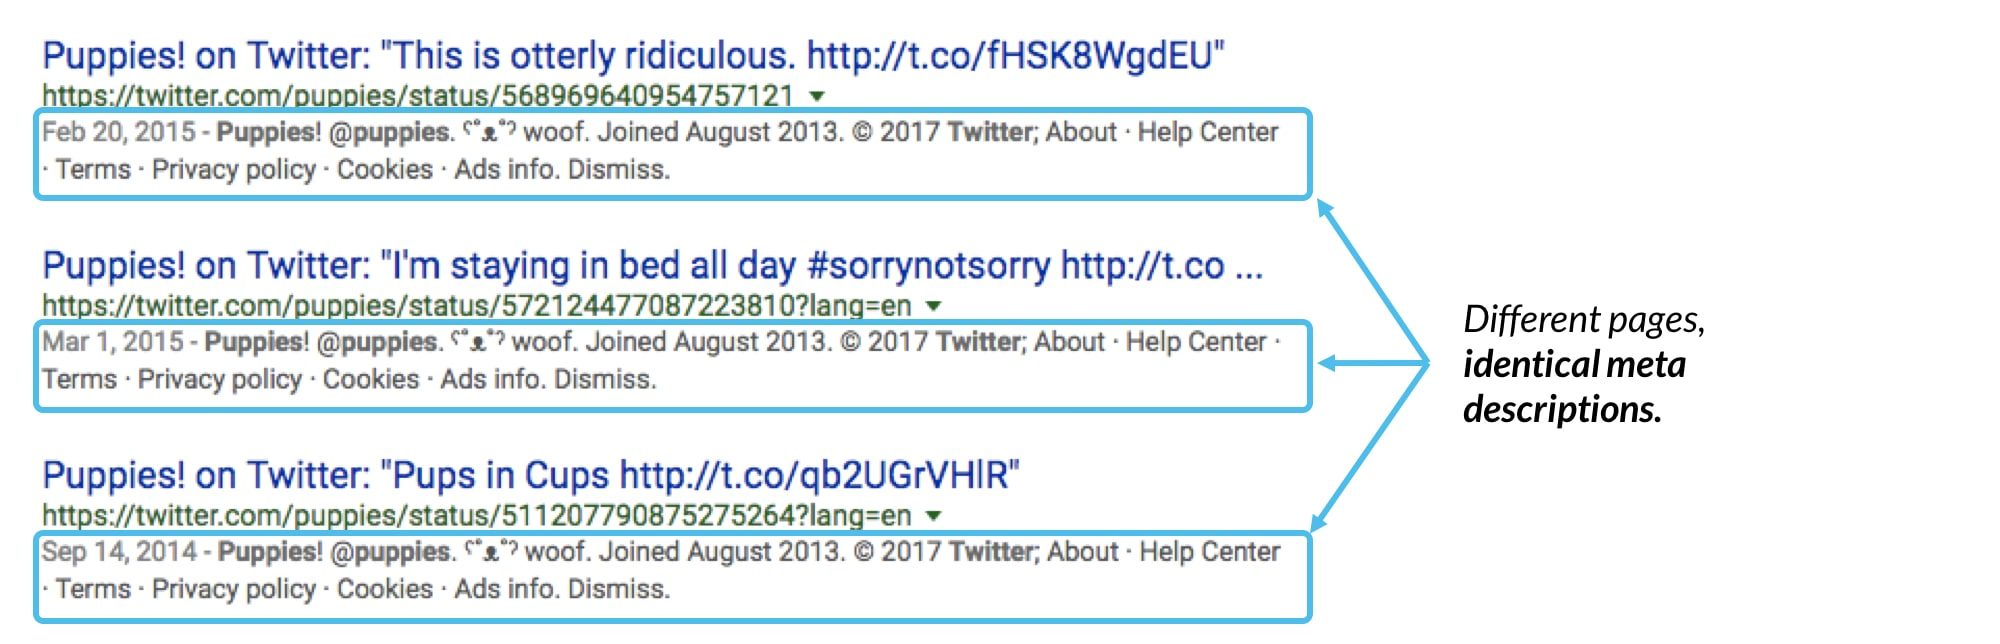 Puppies! on Twitter: "This is otterly ridiculous. http://t.co/fHSK8WgdEU"
https://twitter.com/puppies/status/568969640954757121
Feb 20, 2015 - Puppies! @puppies. ʕ˚ᴥ˚ʔ woof. Joined August 2013. © 2017 Twitter; About · Help Center
· Terms · Privacy policy · Cookies · Ads info. Dismiss.
Puppies! on Twitter: "I'm staying in bed all day #sorrynotsorry http://t.co ...
https://twitter.com/puppies/status/572124477087223810?lang=en
Mar 1, 2015 - Puppies! @puppies. ʕ˚ᴥ˚ʔ woof. Joined August 2013. © 2017 Twitter; About · Help Center ·
Terms · Privacy policy · Cookies · Ads info. Dismiss.
Puppies! on Twitter: "Pups in Cups http://t.co/qb2UGrVHlR"
https://twitter.com/puppies/status/511207790875275264?lang=en
Sep 14, 2014 - Puppies! @puppies. ʕ˚ᴥ˚ʔ woof. Joined August 2013. © 2017 Twitter; About · Help Center
· Terms · Privacy policy · Cookies · Ads info. Dismiss.
Different pages,
identical meta
descriptions.